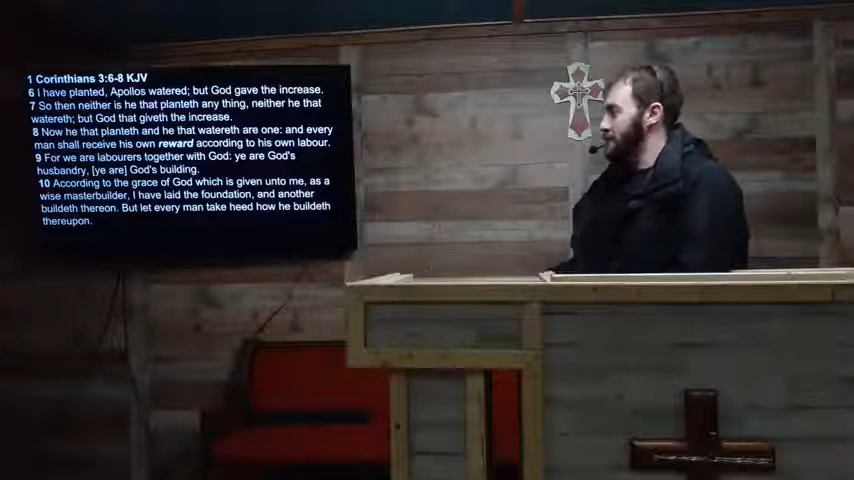 1 Corinthians 3:6-8 KJV
6 I have planted, Apollos watered; but God gave the increase.
7 So then neither is he that planteth any thing, neither he that
watereth; but God that giveth the increase.
8 Now he that planteth and he that watereth are one: and every
man shall receive his own reward according to his own labour.
9 For we are labourers together with God: ye are God's
husbandry, [ye are] God's building.
10 According to the grace of God which is given unto me, as a
wise masterbuilder, I have laid the foundation, and another
buildeth thereon. But let every man take heed how he buildeth
thereupon.